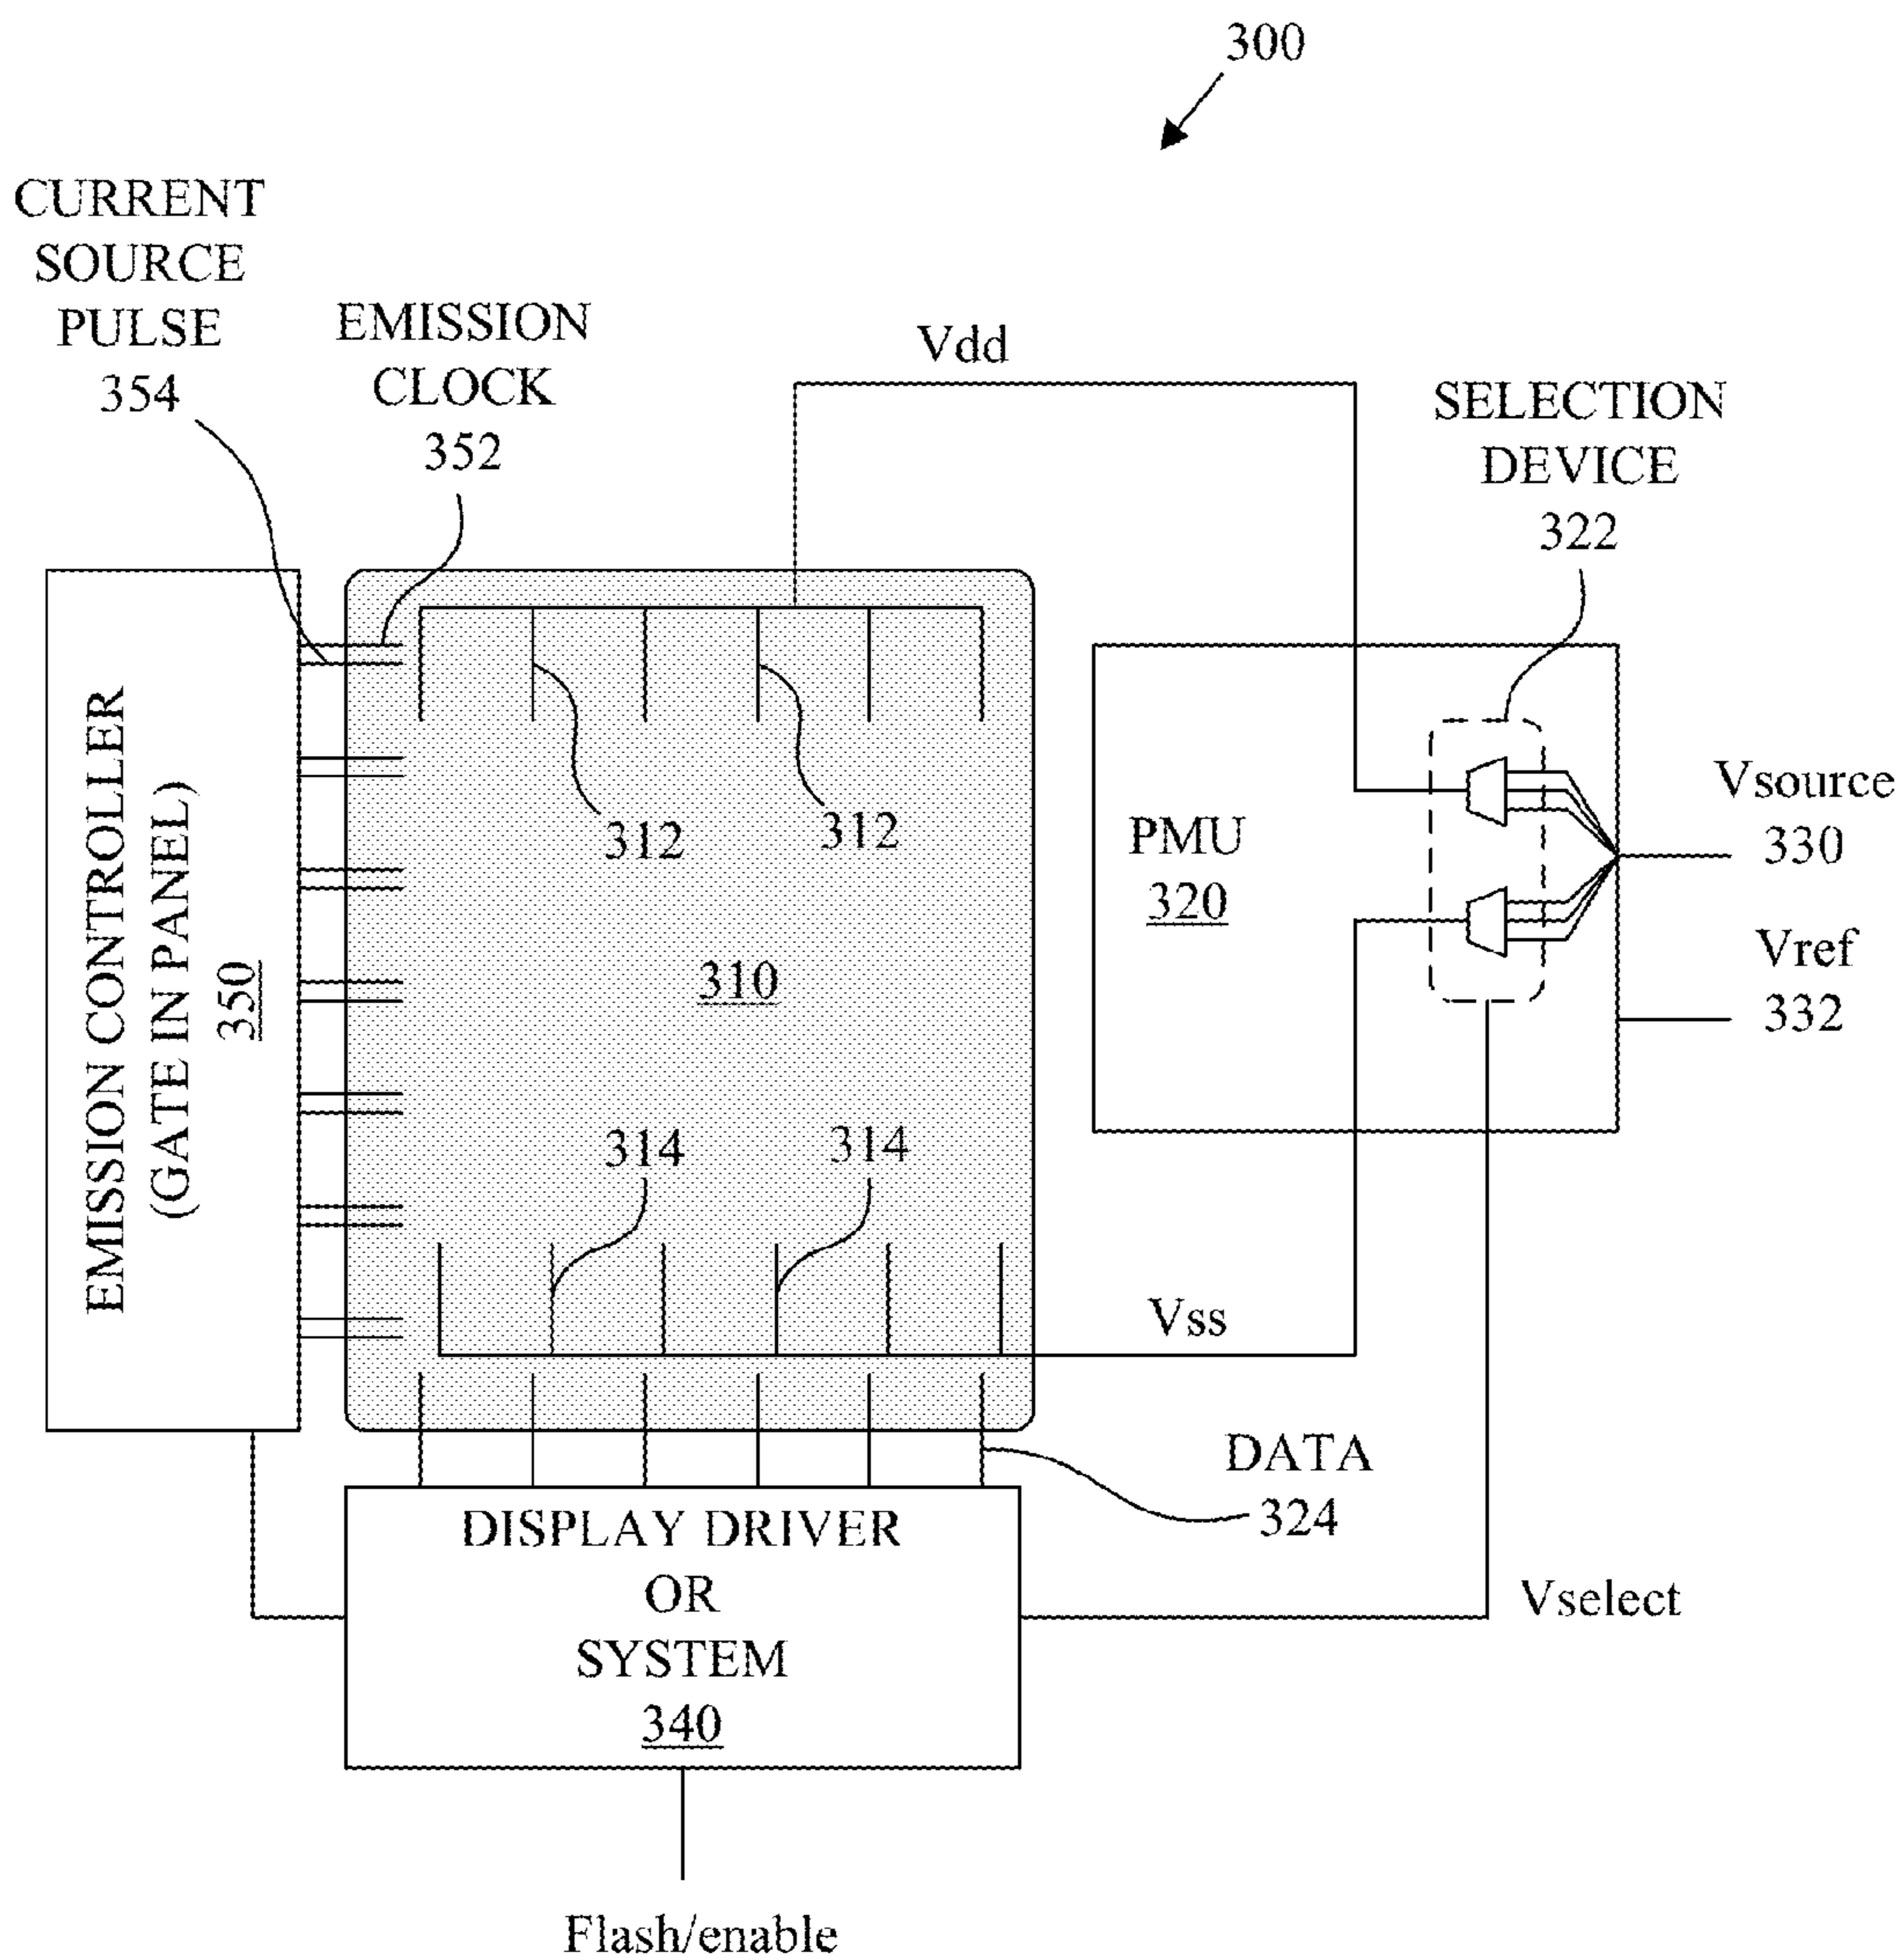 300
CURRENT
SOURCE
PULSE
354
EMISSION
CLOCK
352
Vdd
SELECTION
DEVICE
322
EMISSION CONTROLLER
(GATE IN PANEL)
350
312
312
310
314
314
PMU
320
Vsource
330
Vref
332
Vss
DATA
324
DISPLAY DRIVER
OR
SYSTEM
340
Vselect
Flash/enable